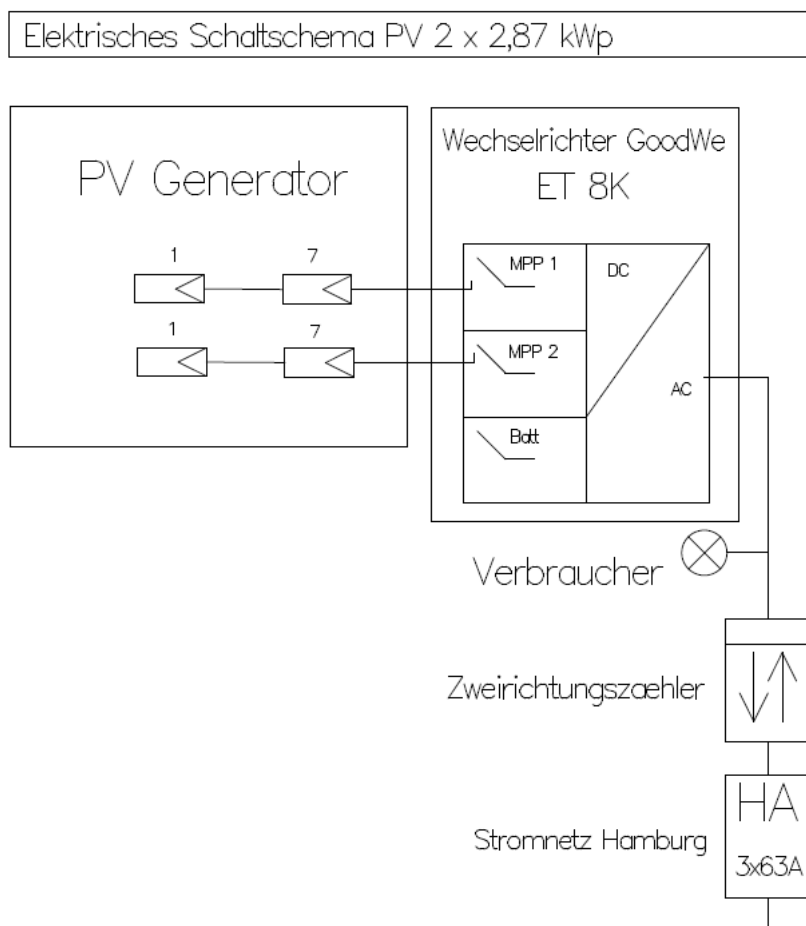 Elektrisches Schaltschema PV 2 x 2,87 kWp
PV Generator
1 7
1 7
Wechselrichter GoodWe
ET 8K
MPP 1
DC
MPP 2
AC
Batt
Verbraucher
Zweirichtungszaehler
HA
Stromnetz Hamburg
3x63A